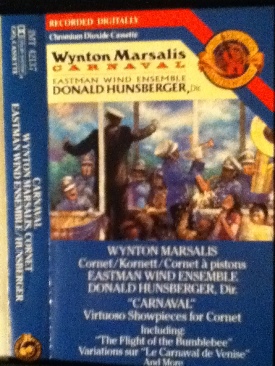 RECORDED DIGITALLY
Chromium Dioxide Cassette
Wynton Marsalis
CARNAVAL
EASTMAN WIND ENSEMBLE
DONALD HUNSBERGER, Dir.
WYNTON MARSALIS
Cornet/Kornett/Cornet à pistons
EASTMAN WIND ENSEMBLE
DONALD HUNSBERGER, Dir.
"CARNAVAL"
Virtuoso Showpieces for Cornet
Including:
"The Flight of the Bumblebee"
Variations sur "Le Carnaval de Venise"
And More
CARNAVAL
WYNTON MARSALIS, CORNET
EASTMAN WIND ENSEMBLE/HUNSBERGER
IMT 42137